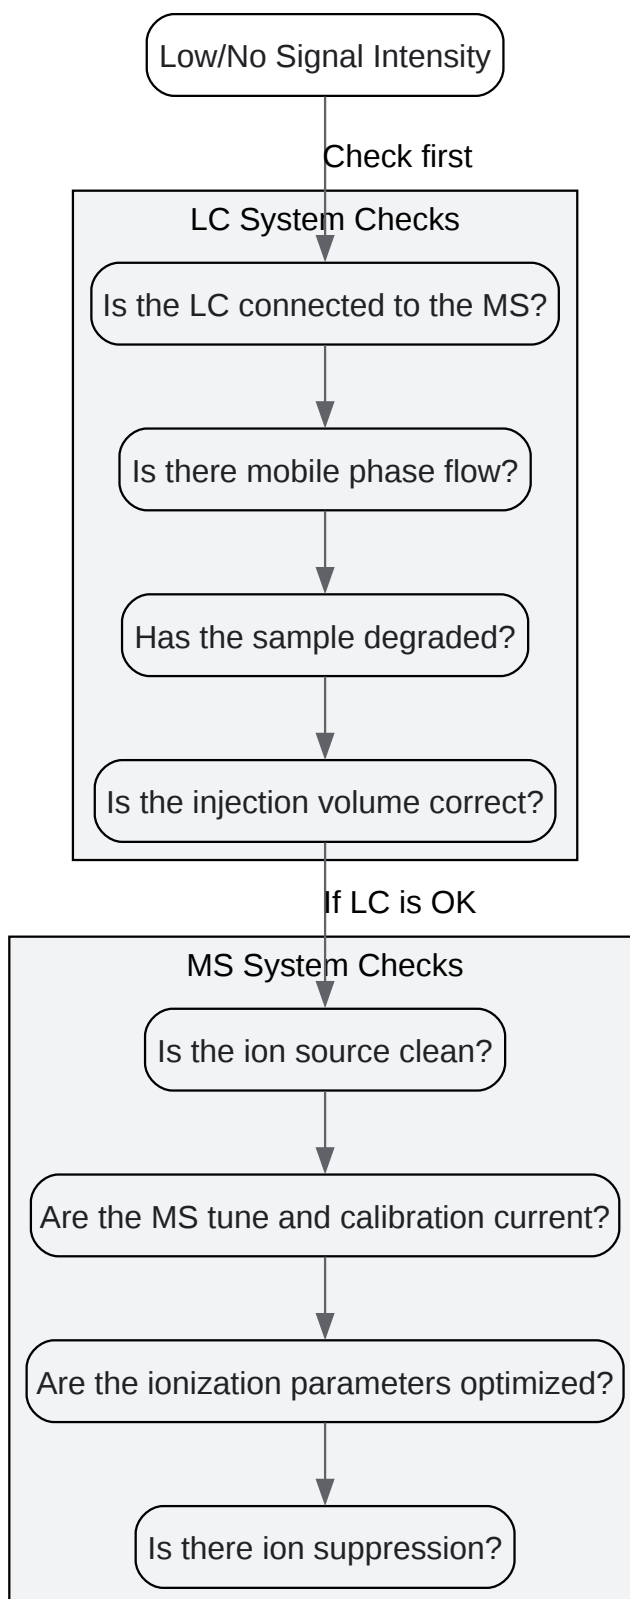 Low/No Signal Intensity
Check first
LC System Checks
Is the LC connected to the MS?
Is there mobile phase flow?
Has the sample degraded?
Is the injection volume correct?
If LC is OK
MS System Checks
Is the ion source clean?
Are the MS tune and calibration current?
Are the ionization parameters optimized?
Is there ion suppression?